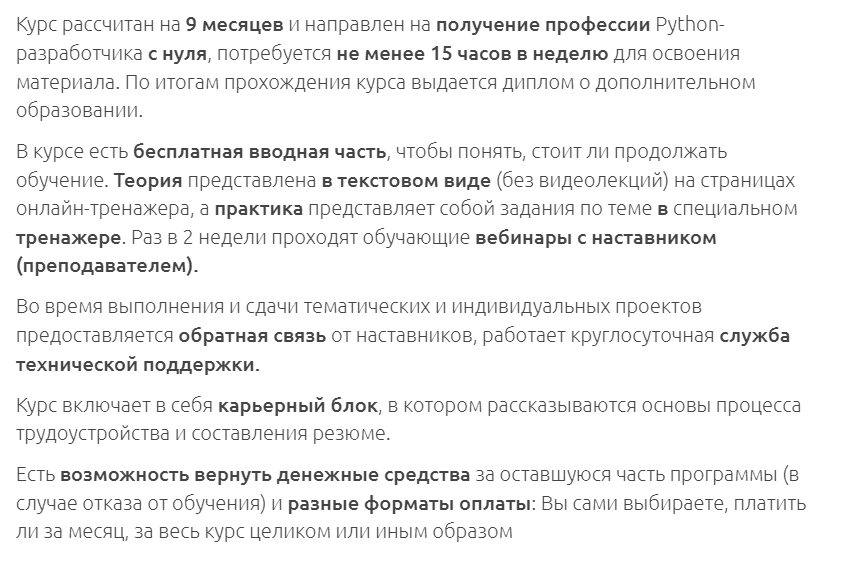 Курс рассчитан на 9 месяцев и направлен на получение профессии Python-
разработчика с нуля, потребуется не менее 15 часов в неделю для освоения
материала. По итогам прохождения курса выдается диплом о дополнительном
образовании.
В курсе есть бесплатная вводная часть, чтобы понять, стоит ли продолжать
обучение. Теория представлена в текстовом виде (без видеолекций) на страницах
онлайн-тренажера, а практика представляет собой задания по теме в специальном
тренажере. Раз в 2 недели проходят обучающие вебинары с наставником
(преподавателем).
Во время выполнения и сдачи тематических и индивидуальных проектов
предоставляется обратная связь от наставников, работает круглосуточная служба
технической поддержки.
Курс включает в себя карьерный блок, в котором рассказываются основы процесса
трудоустройства и составления резюме.
Есть возможность вернуть денежные средства за оставшуюся часть программы (в
случае отказа от обучения) и разные форматы оплаты: Вы сами выбираете, платить
ли за месяц, за весь курс целиком или иным образом